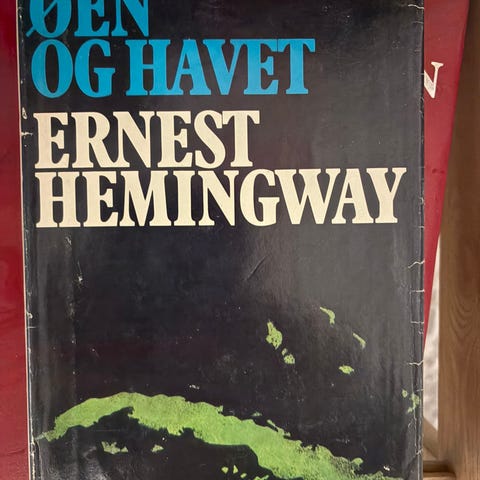 ØEN
OG HAVET
ERNEST
HEMINGWAY
N